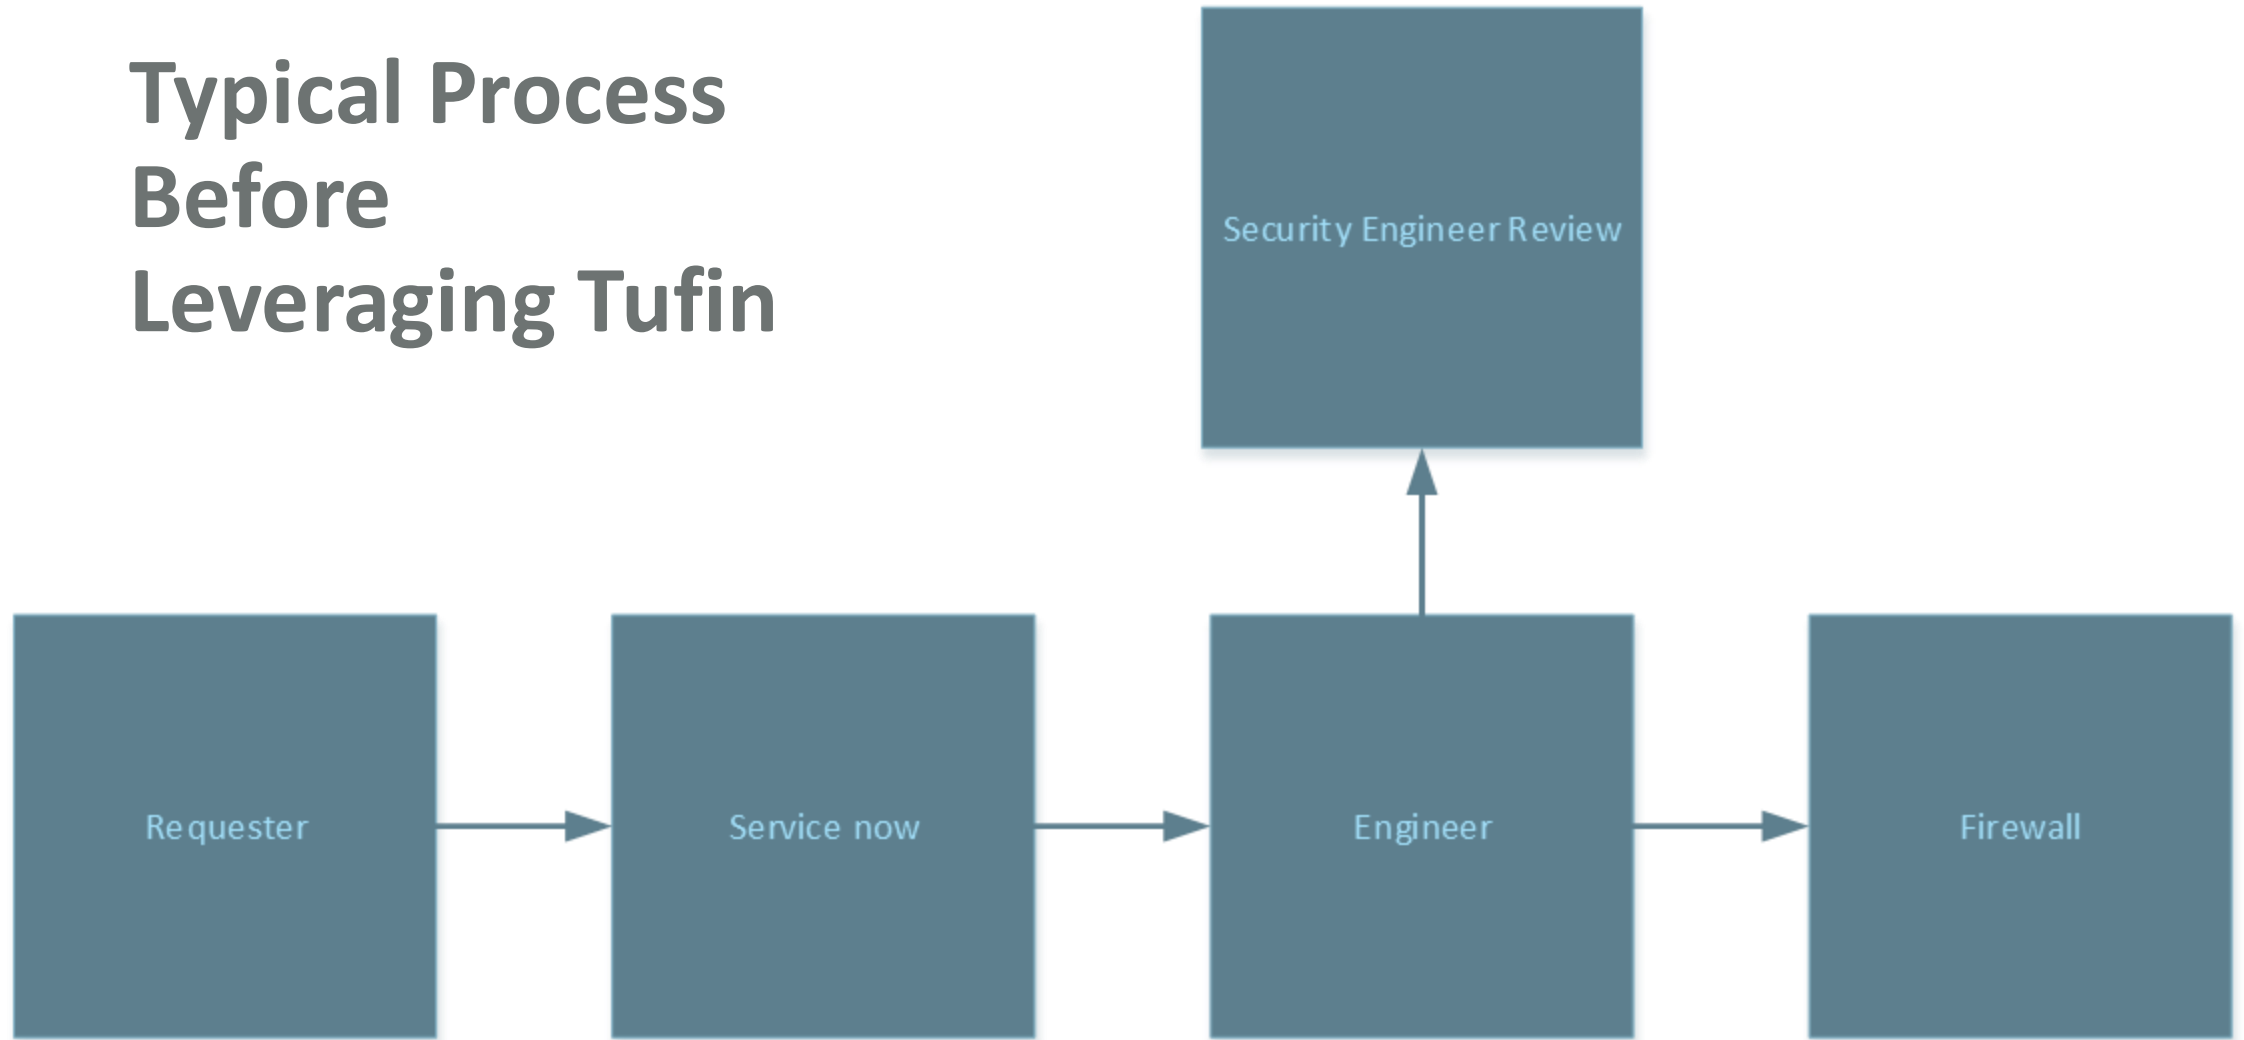 Typical Process
Before
Leveraging Tufin
Security Engineer Review
Requester
Service now
Engineer
Firewall